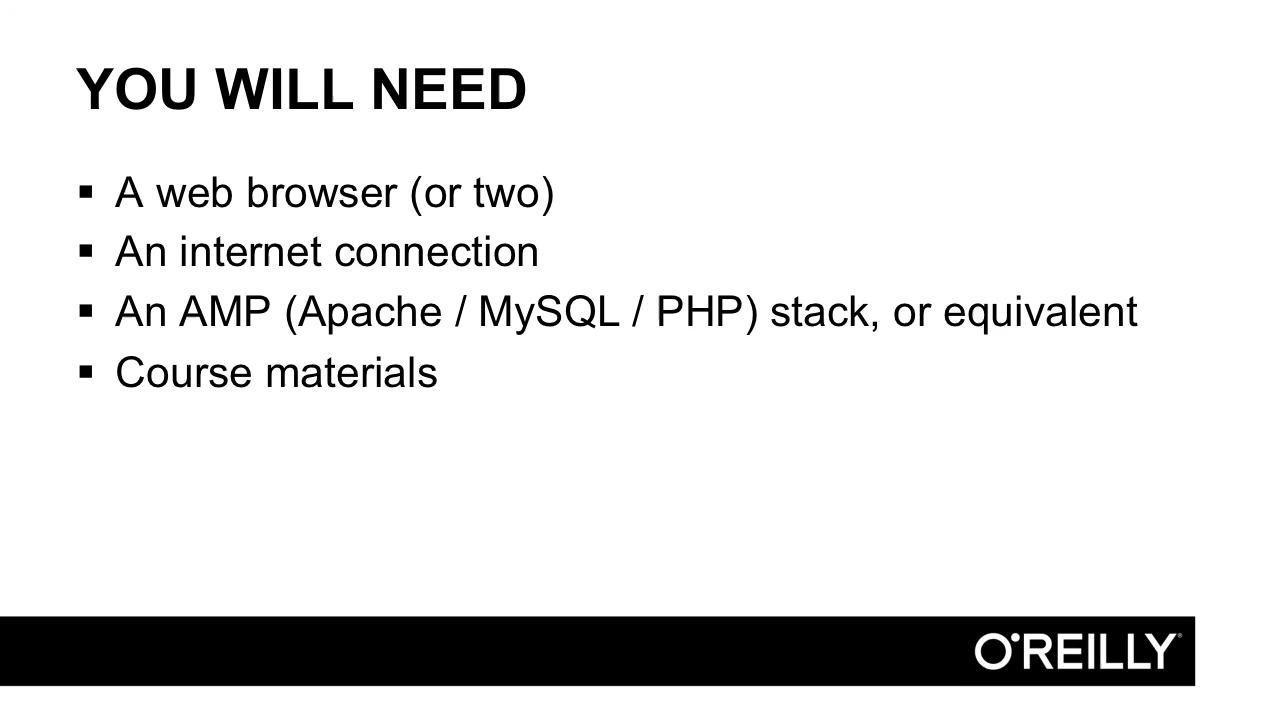 YOU WILL NEED
▪ A web browser (or two)
▪ An internet connection
▪ An AMP (Apache / MySQL / PHP) stack, or equivalent
▪ Course materials
O'REILLY®